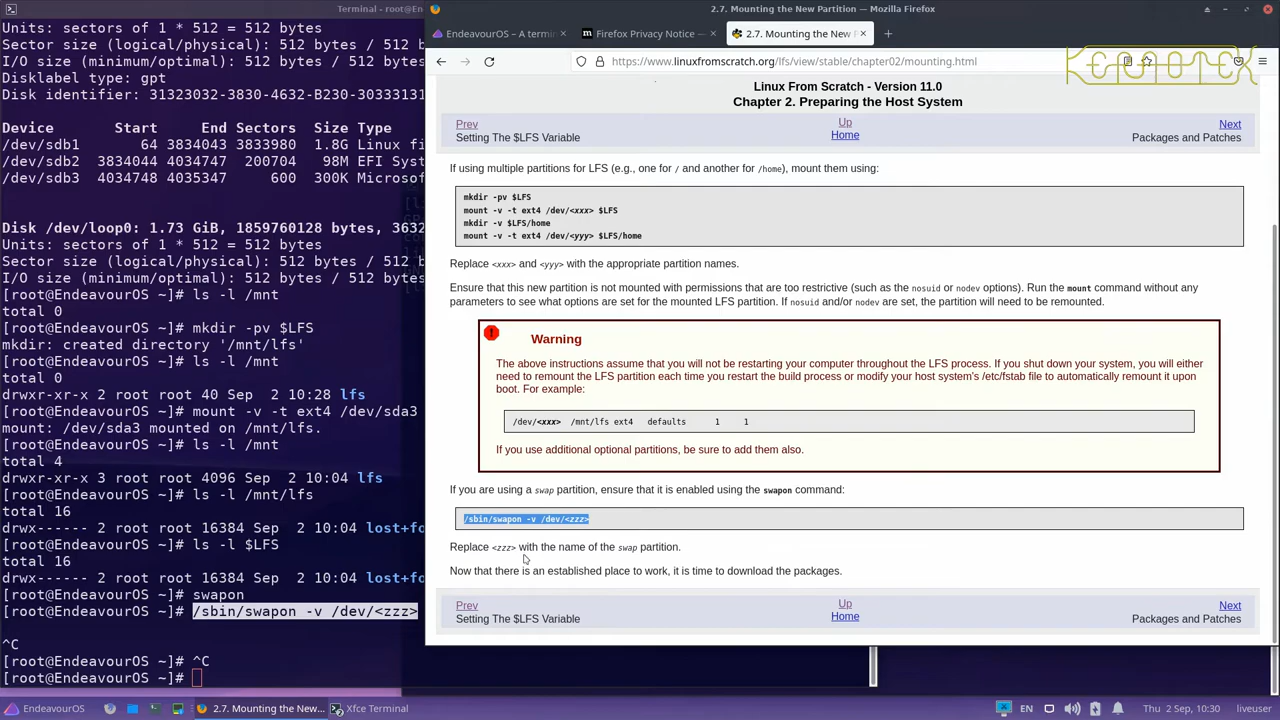 Terminal - root@En
Units: sectors of 1 * 512 = 512 bytes
Sector size (logical/physical): 512 bytes / 512
I/O size (minimum/optimal): 512 bytes / 512 byt
Disklabel type: gpt
Disk identifier: 31323032-3830-4632-B230-30333131
Device Start End Sectors Size Type
/dev/sdb1 64 3834043 3833980 1.8G Linux fi
/dev/sdb2 3834044 4034747 200704 98M EFI Syst
/dev/sdb3 4034748 4035347 600 300K Microsof
Disk /dev/loop0: 1.73 GiB, 1859760128 bytes, 3632
Units: sectors of 1 * 512 = 512 bytes
Sector size (logical/physical): 512 bytes / 512 b
I/O size (minimum/optimal): 512 bytes / 512 bytes
[root@EndeavourOS ~]# ls -l /mnt
total 0
[root@EndeavourOS ~]# mkdir -pv $LFS
mkdir: created directory '/mnt/lfs'
[root@EndeavourOS ~]# ls -l /mnt
total 0
drwxr-xr-x 2 root root 40 Sep 2 10:28 lfs
[root@EndeavourOS ~]# mount -v -t ext4 /dev/sda3
mount: /dev/sda3 mounted on /mnt/lfs.
[root@EndeavourOS ~]# ls -l /mnt
total 4
drwxr-xr-x 3 root root 4096 Sep 2 10:04 lfs
[root@EndeavourOS ~]# ls -l /mnt/lfs
total 16
drwx------ 2 root root 16384 Sep 2 10:04 lost+fo
[root@EndeavourOS ~]# ls -l $LFS
total 16
drwx------ 2 root root 16384 Sep 2 10:04 lost+fo
[root@EndeavourOS ~]# swapon
[root@EndeavourOS ~]# /sbin/swapon -v /dev/<zzz>
^C
[root@EndeavourOS ~]# ^C
[root@EndeavourOS ~]#
2.7. Mounting the New Partition — Mozilla Firefox
EndeavourOS – A termin
Firefox Privacy Notice —
2.7. Mounting the New P
https://www.linuxfromscratch.org/lfs/view/stable/chapter02/mounting.html
KERNOTEX
Linux From Scratch - Version 11.0
Chapter 2. Preparing the Host System
Prev Up Next
Setting The $LFS Variable Home Packages and Patches
If using multiple partitions for LFS (e.g., one for / and another for /home), mount them using:
mkdir -pv $LFS
mount -v -t ext4 /dev/<xxx> $LFS
mkdir -v $LFS/home
mount -v -t ext4 /dev/<yyy> $LFS/home
Replace <xxx> and <yyy> with the appropriate partition names.
Ensure that this new partition is not mounted with permissions that are too restrictive (such as the nosuid or nodev options). Run the mount command without any
parameters to see what options are set for the mounted LFS partition. If nosuid and/or nodev are set, the partition will need to be remounted.
Warning
The above instructions assume that you will not be restarting your computer throughout the LFS process. If you shut down your system, you will either
need to remount the LFS partition each time you restart the build process or modify your host system's /etc/fstab file to automatically remount it upon
boot. For example:
/dev/<xxx> /mnt/lfs ext4 defaults 1 1
If you use additional optional partitions, be sure to add them also.
If you are using a swap partition, ensure that it is enabled using the swapon command:
/sbin/swapon -v /dev/<zzz>
Replace <zzz> with the name of the swap partition.
Now that there is an established place to work, it is time to download the packages.
Prev Up Next
Setting The $LFS Variable Home Packages and Patches
EndeavourOS
2.7. Mounting the New P...
Xfce Terminal
EN
Thu 2 Sep, 10:30
liveuser